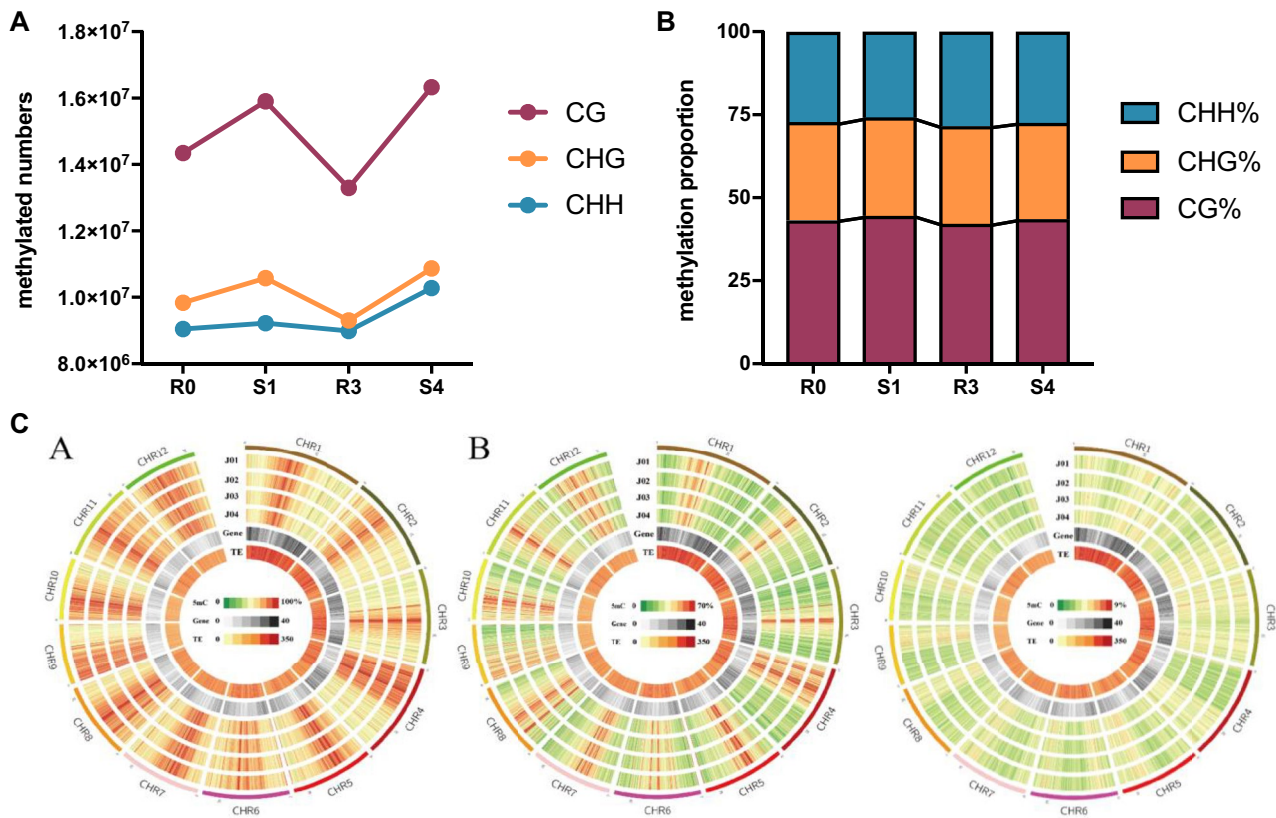 A
1.8×10⁷
1.6×10⁷
1.4×10⁷
1.2×10⁷
1.0×10⁷
8.0×10⁶
methylated numbers
R0 S1 R3 S4
CG
CHG
CHH
B
100
75
50
25
0
methylation proportion
R0 S1 R3 S4
CHH%
CHG%
CG%
C
A
CHR1
CHR2
CHR3
CHR4
CHR5
CHR6
CHR7
CHR8
CHR9
CHR10
CHR11
CHR12
J01
J02
J03
J04
Gene
TE
5mC 0 100%
Gene 0 40
TE 0 350
B
CHR1
CHR2
CHR3
CHR4
CHR5
CHR6
CHR7
CHR8
CHR9
CHR10
CHR11
CHR12
J01
J02
J03
J04
Gene
TE
5mC 0 70%
Gene 0 40
TE 0 350
CHR1
CHR2
CHR3
CHR4
CHR5
CHR6
CHR7
CHR8
CHR9
CHR10
CHR11
CHR12
J01
J02
J03
J04
Gene
TE
5mC 0 9%
Gene 0 40
TE 0 350